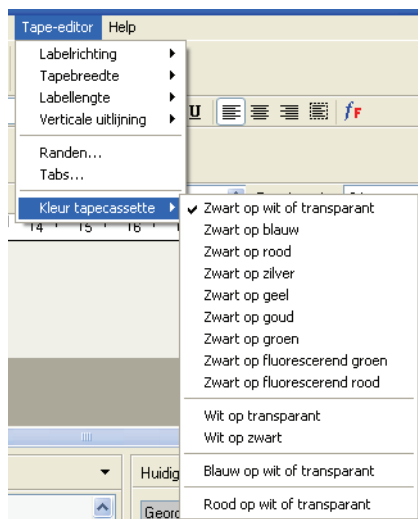 Tape-editor Help
Labelrichting
Tapebreedte
Labellengte
Verticale uitlijning
U
fF
Randen...
Tabs...
Kleur tapecassette
14 15 16
Zwart op wit of transparant
Zwart op blauw
Zwart op rood
Zwart op zilver
Zwart op geel
Zwart op goud
Zwart op groen
Zwart op fluorescerend groen
Zwart op fluorescerend rood
Wit op transparant
Wit op zwart
Blauw op wit of transparant
Rood op wit of transparant
Huidig
Geord